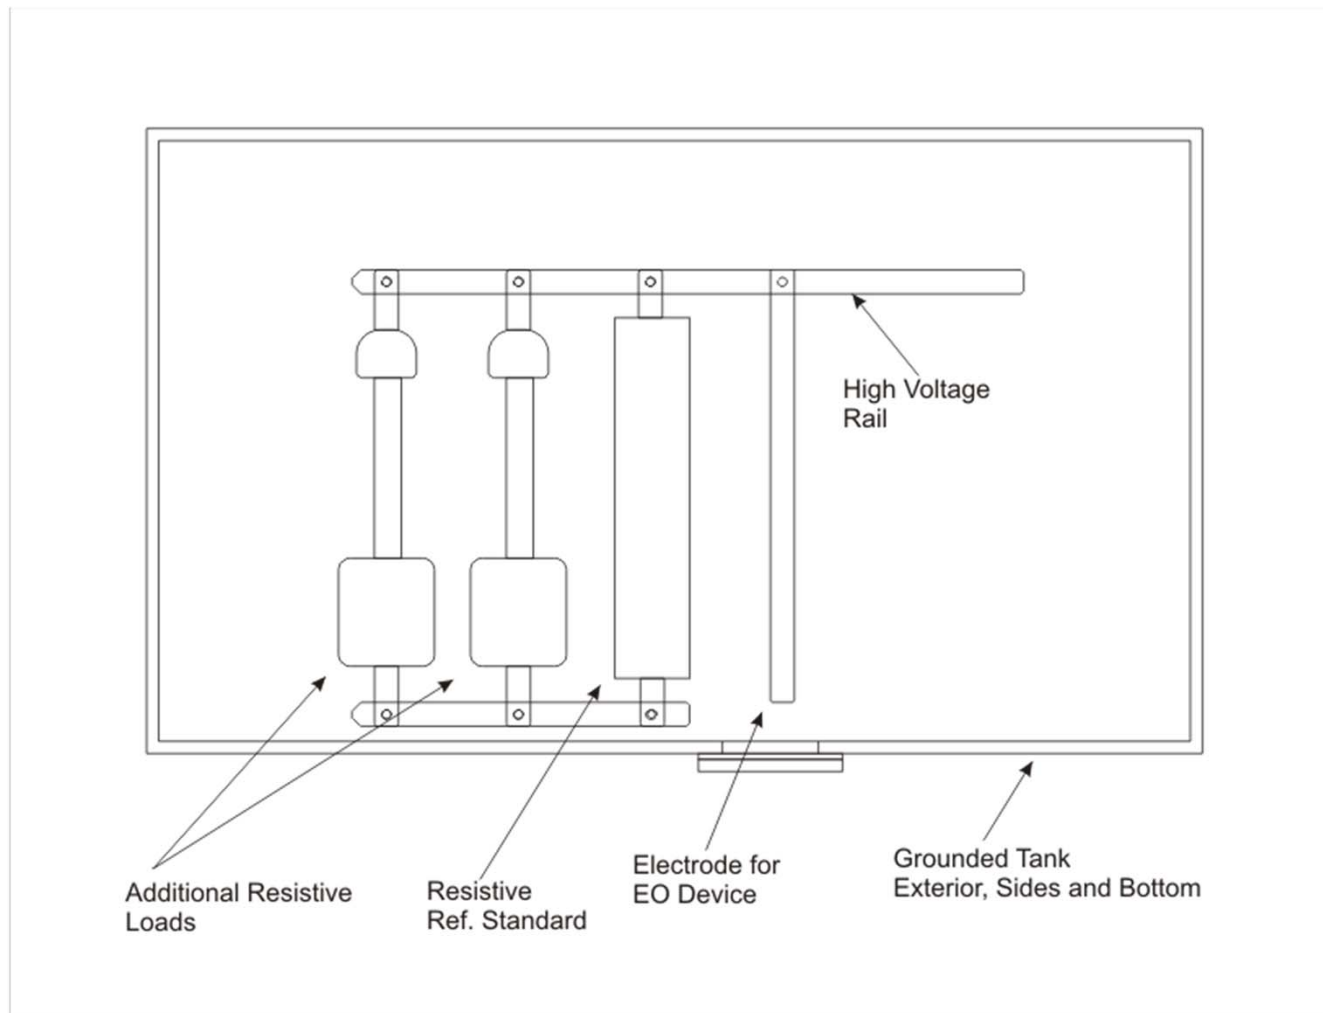 High Voltage
Rail
Additional Resistive
Loads
Resistive
Ref. Standard
Electrode for
EO Device
Grounded Tank
Exterior, Sides and Bottom